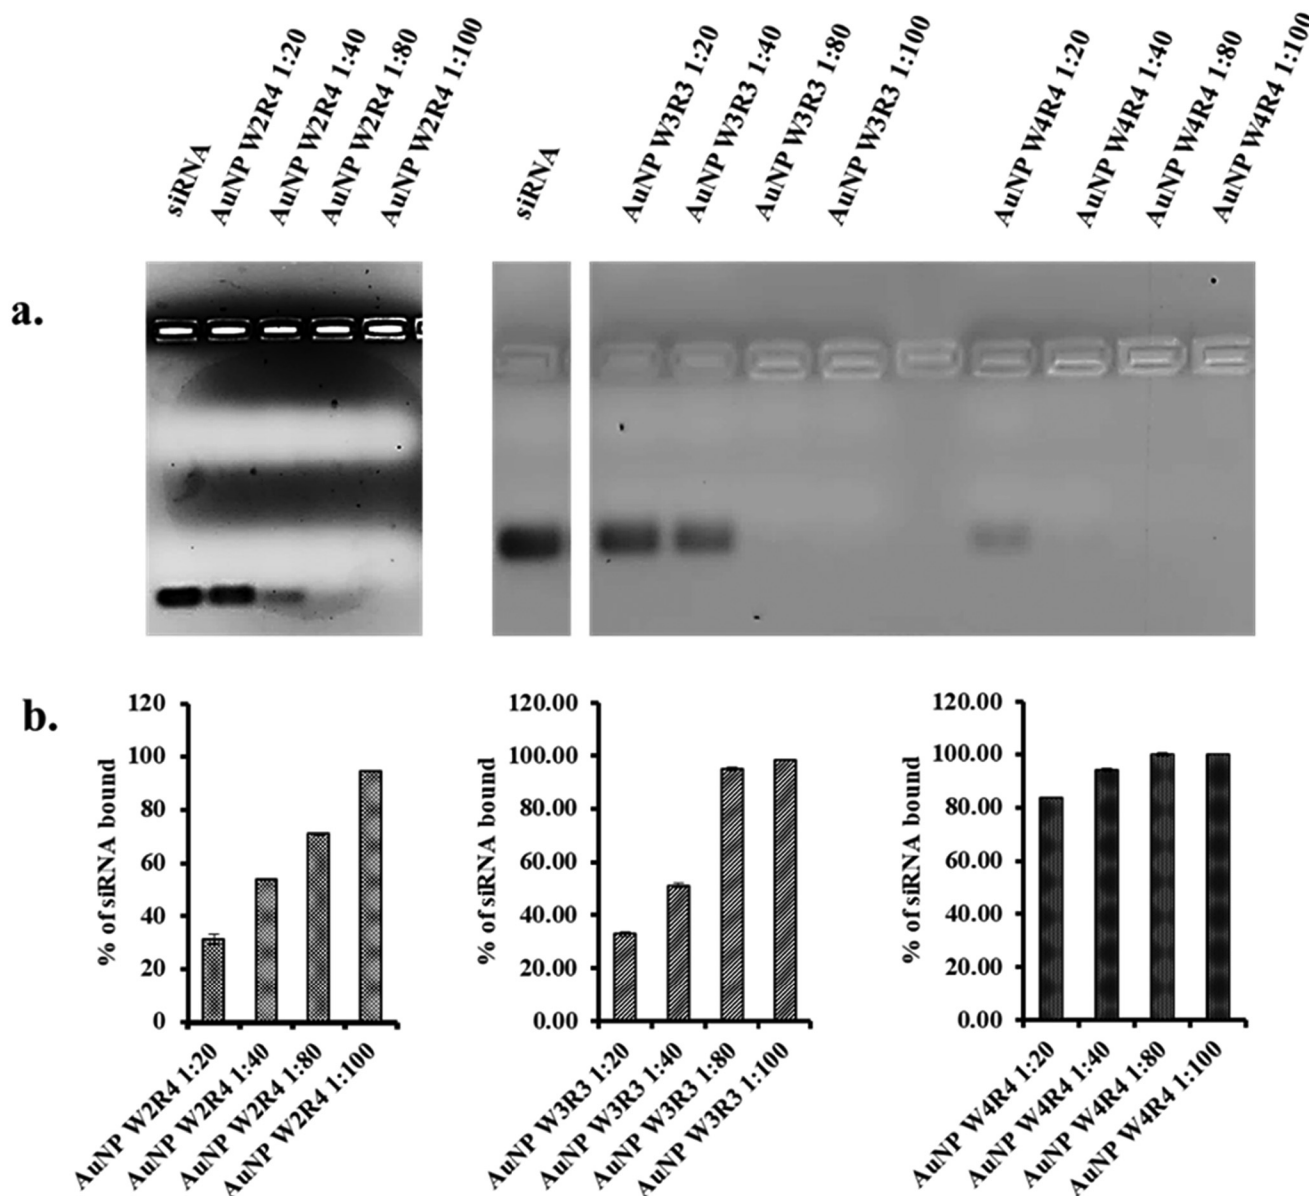 siRNA
AuNP W2R4 1:20
AuNP W2R4 1:40
AuNP W2R4 1:80
AuNP W2R4 1:100
siRNA
AuNP W3R3 1:20
AuNP W3R3 1:40
AuNP W3R3 1:80
AuNP W3R3 1:100
AuNP W4R4 1:20
AuNP W4R4 1:40
AuNP W4R4 1:80
AuNP W4R4 1:100
a.
b.
% of siRNA bound
120
100
80
60
40
20
0
AuNP W2R4 1:20
AuNP W2R4 1:40
AuNP W2R4 1:80
AuNP W2R4 1:100
% of siRNA bound
120.00
100.00
80.00
60.00
40.00
20.00
0.00
AuNP W3R3 1:20
AuNP W3R3 1:40
AuNP W3R3 1:80
AuNP W3R3 1:100
% of siRNA bound
120.00
100.00
80.00
60.00
40.00
20.00
0.00
AuNP W4R4 1:20
AuNP W4R4 1:40
AuNP W4R4 1:80
AuNP W4R4 1:100